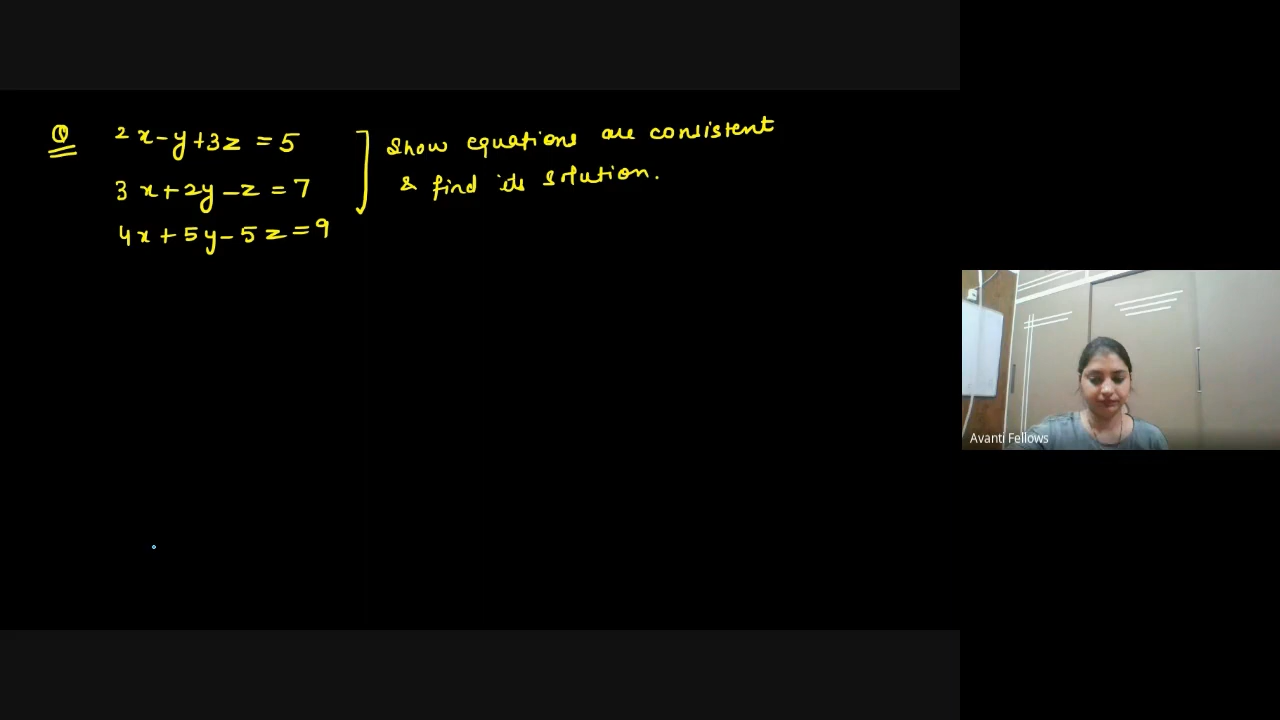 Q 2x-y+3z = 5
Show equations are consistent
3x+2y-z = 7
& find its solution.
4x+5y-5z=9
Avanti Fellows